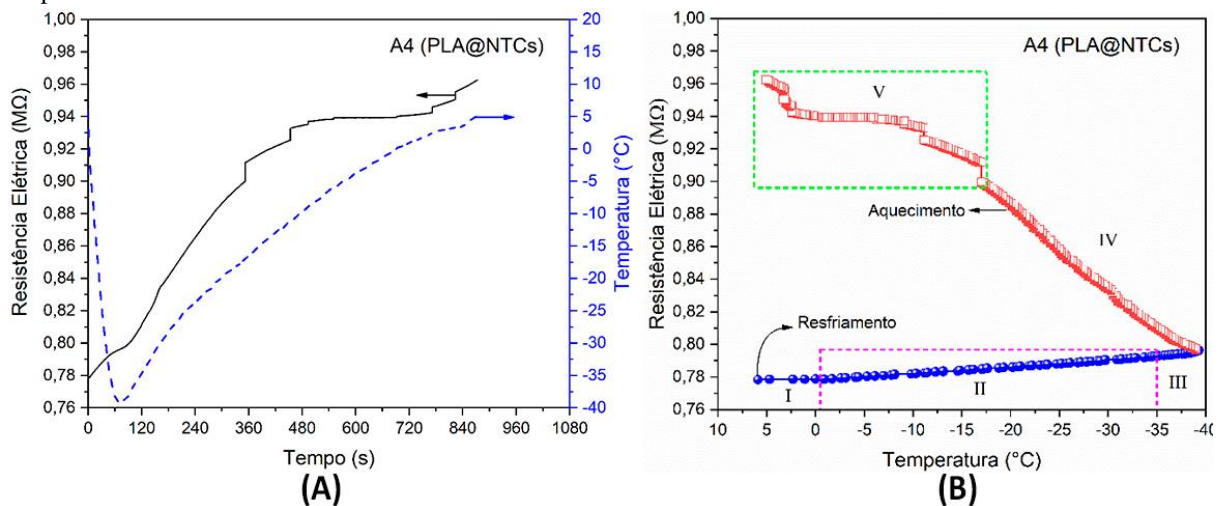 A4 (PLA@NTCs)
Resistência Elétrica (MΩ)
1,00
0,98
0,96
0,94
0,92
0,90
0,88
0,86
0,84
0,82
0,80
0,78
0,76
0 120 240 360 480 600 720 840 960 1080
Tempo (s)
20
15
10
5
0
-5
-10
-15
-20
-25
-30
-35
-40
Temperatura (°C)
(A)
A4 (PLA@NTCs)
Resistência Elétrica (MΩ)
1,00
0,98
0,96
0,94
0,92
0,90
0,88
0,86
0,84
0,82
0,80
0,78
0,76
V
Aquecimento
IV
Resfriamento
I
II
III
10 5 0 -5 -10 -15 -20 -25 -30 -35 -40
Temperatura (°C)
(B)